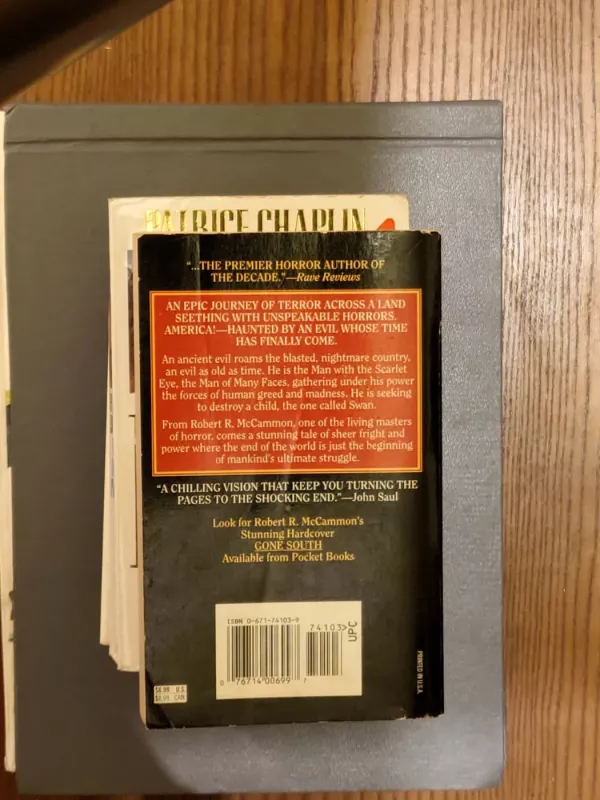 PATRICE CHAPLIN
"...THE PREMIER HORROR AUTHOR OF
THE DECADE."—Rave Reviews
AN EPIC JOURNEY OF TERROR ACROSS A LAND
SEETHING WITH UNSPEAKABLE HORRORS.
AMERICA!—HAUNTED BY AN EVIL WHOSE TIME
HAS FINALLY COME.
An ancient evil roams the blasted, nightmare country,
an evil as old as time. He is the Man with the Scarlet
Eye, the Man of Many Faces, gathering under his power
the forces of human greed and madness. He is seeking
to destroy a child, the one called Swan.
From Robert R. McCammon, one of the living masters
of horror, comes a stunning tale of sheer fright and
power where the end of the world is just the beginning
of mankind's ultimate struggle.
"A CHILLING VISION THAT KEEP YOU TURNING THE
PAGES TO THE SHOCKING END."—John Saul
Look for Robert R. McCammon's
Stunning Hardcover
GONE SOUTH
Available from Pocket Books
ISBN 0-671-74103-9
74103>
UPC
0 76714 00699 7
$6.99 U.S.
CAN
PRINTED IN U.S.A.